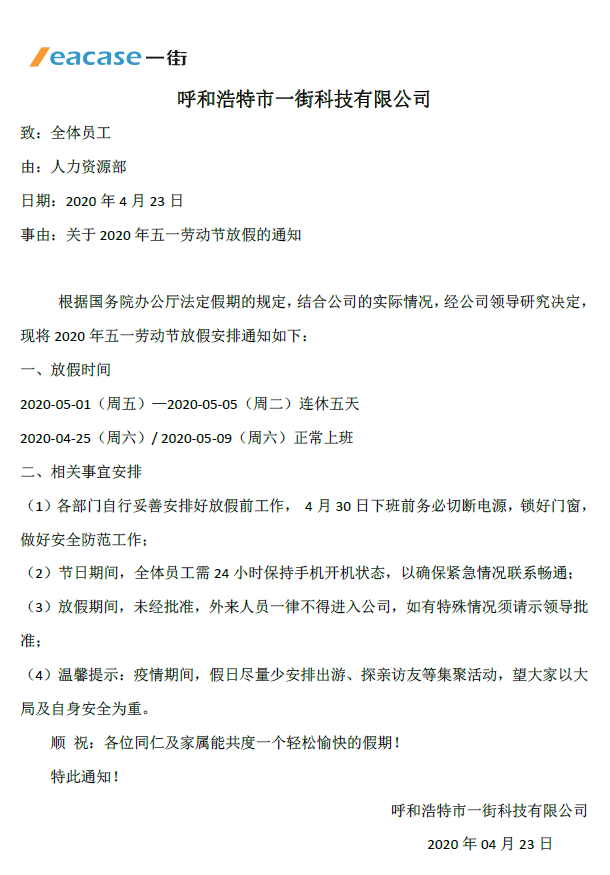 Yeacase一街
呼和浩特市一街科技有限公司
致：全体员工
由：人力资源部
日期：2020 年 4 月 23 日
事由：关于 2020 年五一劳动节放假的通知
根据国务院办公厅法定假期的规定，结合公司的实际情况，经公司领导研究决定，
现将 2020 年五一劳动节放假安排通知如下：
一、放假时间
2020-05-01（周五）—2020-05-05（周二）连休五天
2020-04-25（周六）/ 2020-05-09（周六）正常上班
二、相关事宜安排
（1）各部门自行妥善安排好放假前工作， 4 月 30 日下班前务必切断电源，锁好门窗，
做好安全防范工作；
（2）节日期间，全体员工需 24 小时保持手机开机状态，以确保紧急情况联系畅通；
（3）放假期间，未经批准，外来人员一律不得进入公司，如有特殊情况须请示领导批
准；
（4）温馨提示：疫情期间，假日尽量少安排出游、探亲访友等集聚活动，望大家以大
局及自身安全为重。
顺 祝：各位同仁及家属能共度一个轻松愉快的假期！
特此通知！
呼和浩特市一街科技有限公司
2020 年 04 月 23 日